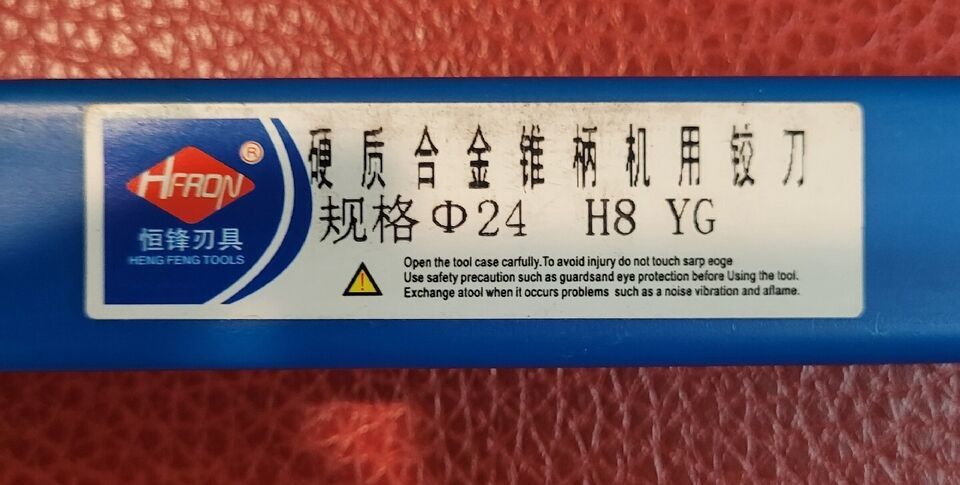 HFRON ®
恒锋刃具
HENG FENG TOOLS
硬质合金锥柄机用铰刀
规格Φ24 H8 YG
Open the tool case carfully.To avoid injury do not touch sarp eoge
Use safety precaution such as guardsand eye protection before Using the tool.
Exchange atool when it occurs problems such as a noise vibration and aflame.